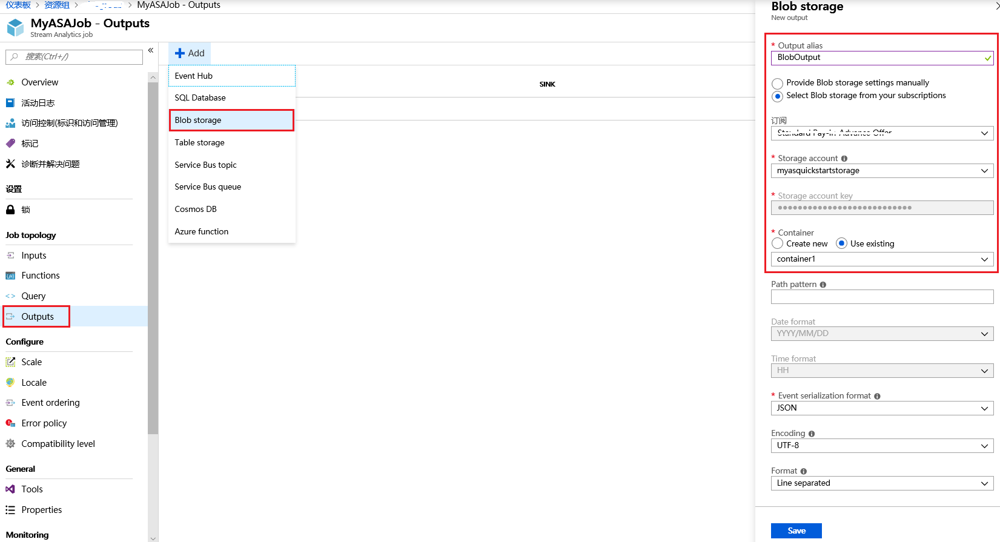 仪表板 > 资源组 > > MyASAJob - Outputs
MyASAJob - Outputs
Stream Analytics job
搜索(Ctrl+/)
«
Overview
活动日志
访问控制(标识和访问管理)
标记
诊断并解决问题
设置
锁
Job topology
Inputs
Functions
Query
Outputs
Configure
Scale
Locale
Event ordering
Error policy
Compatibility level
General
Tools
Properties
Monitoring
Add
Event Hub
SQL Database
Blob storage
Table storage
Service Bus topic
Service Bus queue
Cosmos DB
Azure function
SINK
Blob storage
New output
* Output alias
BlobOutput
Provide Blob storage settings manually
Select Blob storage from your subscriptions
订阅
Standard Pay-In-Advance Offer
* Storage account
myasquickstartstorage
* Storage account key
•••••••••••••••••••••••••••
* Container
Create new Use existing
container1
Path pattern
Date format
YYYY/MM/DD
Time format
HH
* Event serialization format
JSON
Encoding
UTF-8
Format
Line separated
Save